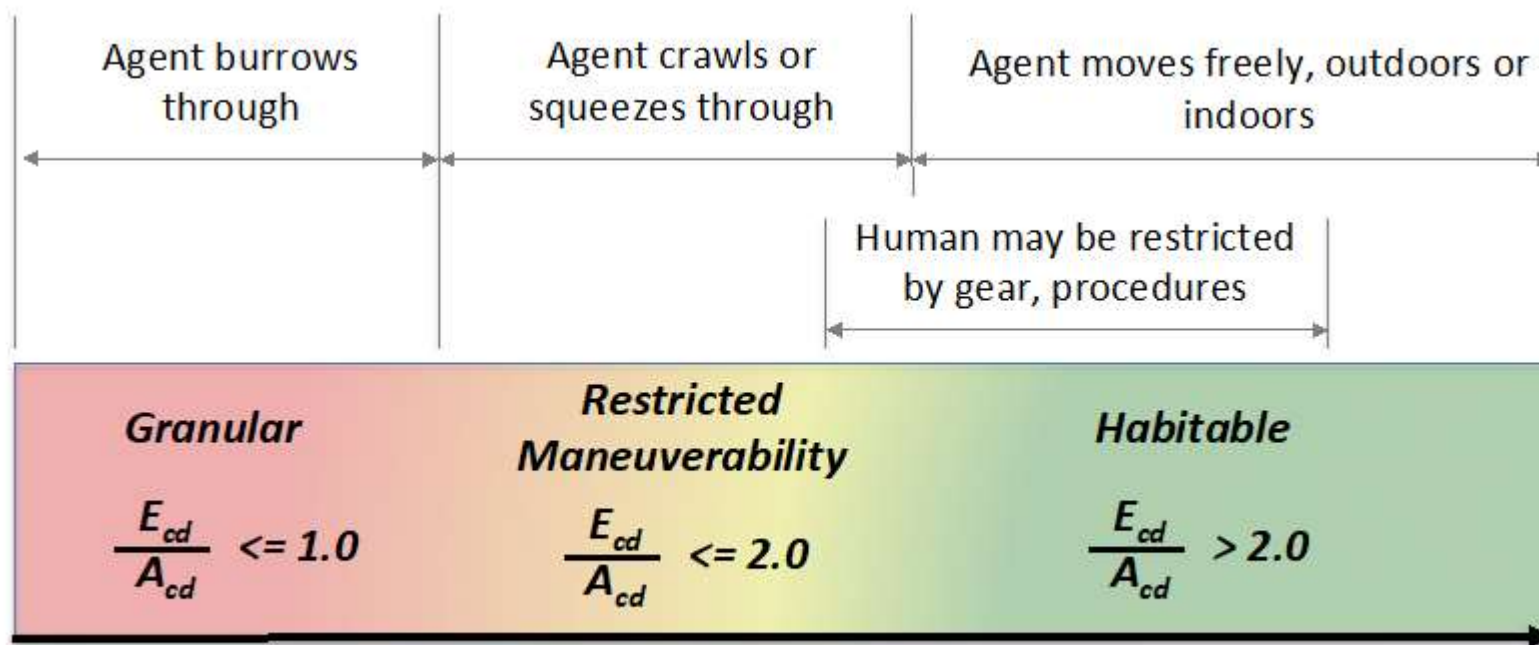 Agent burrows
through
Agent crawls or
squeezes through
Agent moves freely, outdoors or
indoors
Human may be restricted
by gear, procedures
Granular
E_cd / A_cd <= 1.0
Restricted
Maneuverability
E_cd / A_cd <= 2.0
Habitable
E_cd / A_cd > 2.0